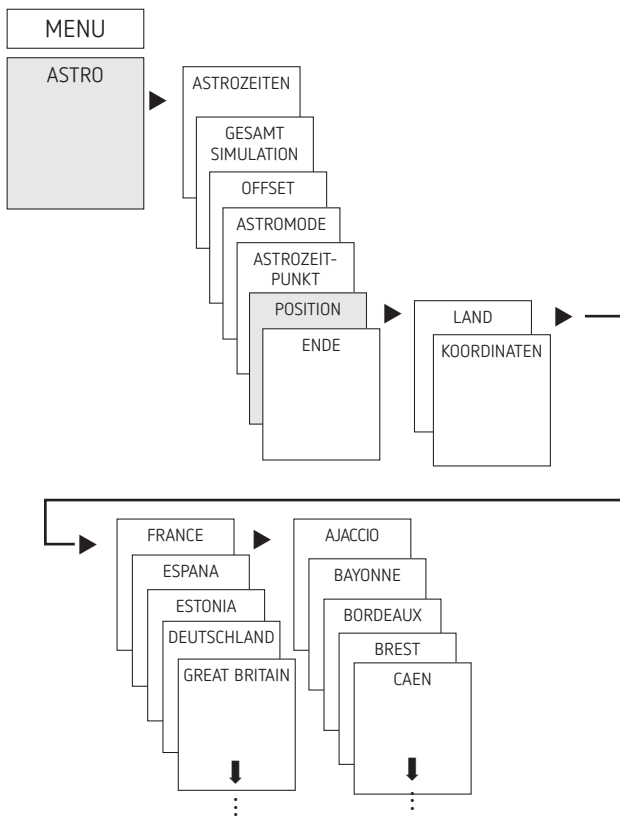 MENU
ASTRO
ASTROZEITEN
GESAMT
SIMULATION
OFFSET
ASTROMODE
ASTROZEIT-
PUNKT
POSITION
ENDE
LAND
KOORDINATEN
FRANCE
ESPANA
ESTONIA
DEUTSCHLAND
GREAT BRITAIN
AJACCIO
BAYONNE
BORDEAUX
BREST
CAEN